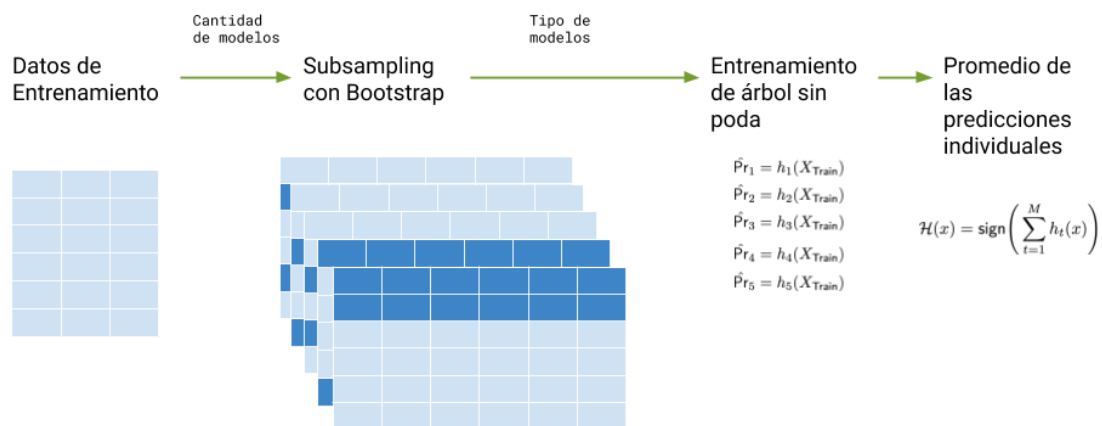 Cantidad
de modelos
Tipo de
modelos
Datos de
Entrenamiento
Subsampling
con Bootstrap
Entrenamiento
de árbol sin
poda
Promedio de
las
predicciones
individuales
P̂r₁ = h₁(X_Train)
P̂r₂ = h₂(X_Train)
P̂r₃ = h₃(X_Train)
P̂r₄ = h₄(X_Train)
P̂r₅ = h₅(X_Train)
ℋ(x) = sign(∑_{t=1}^{M} h_t(x))